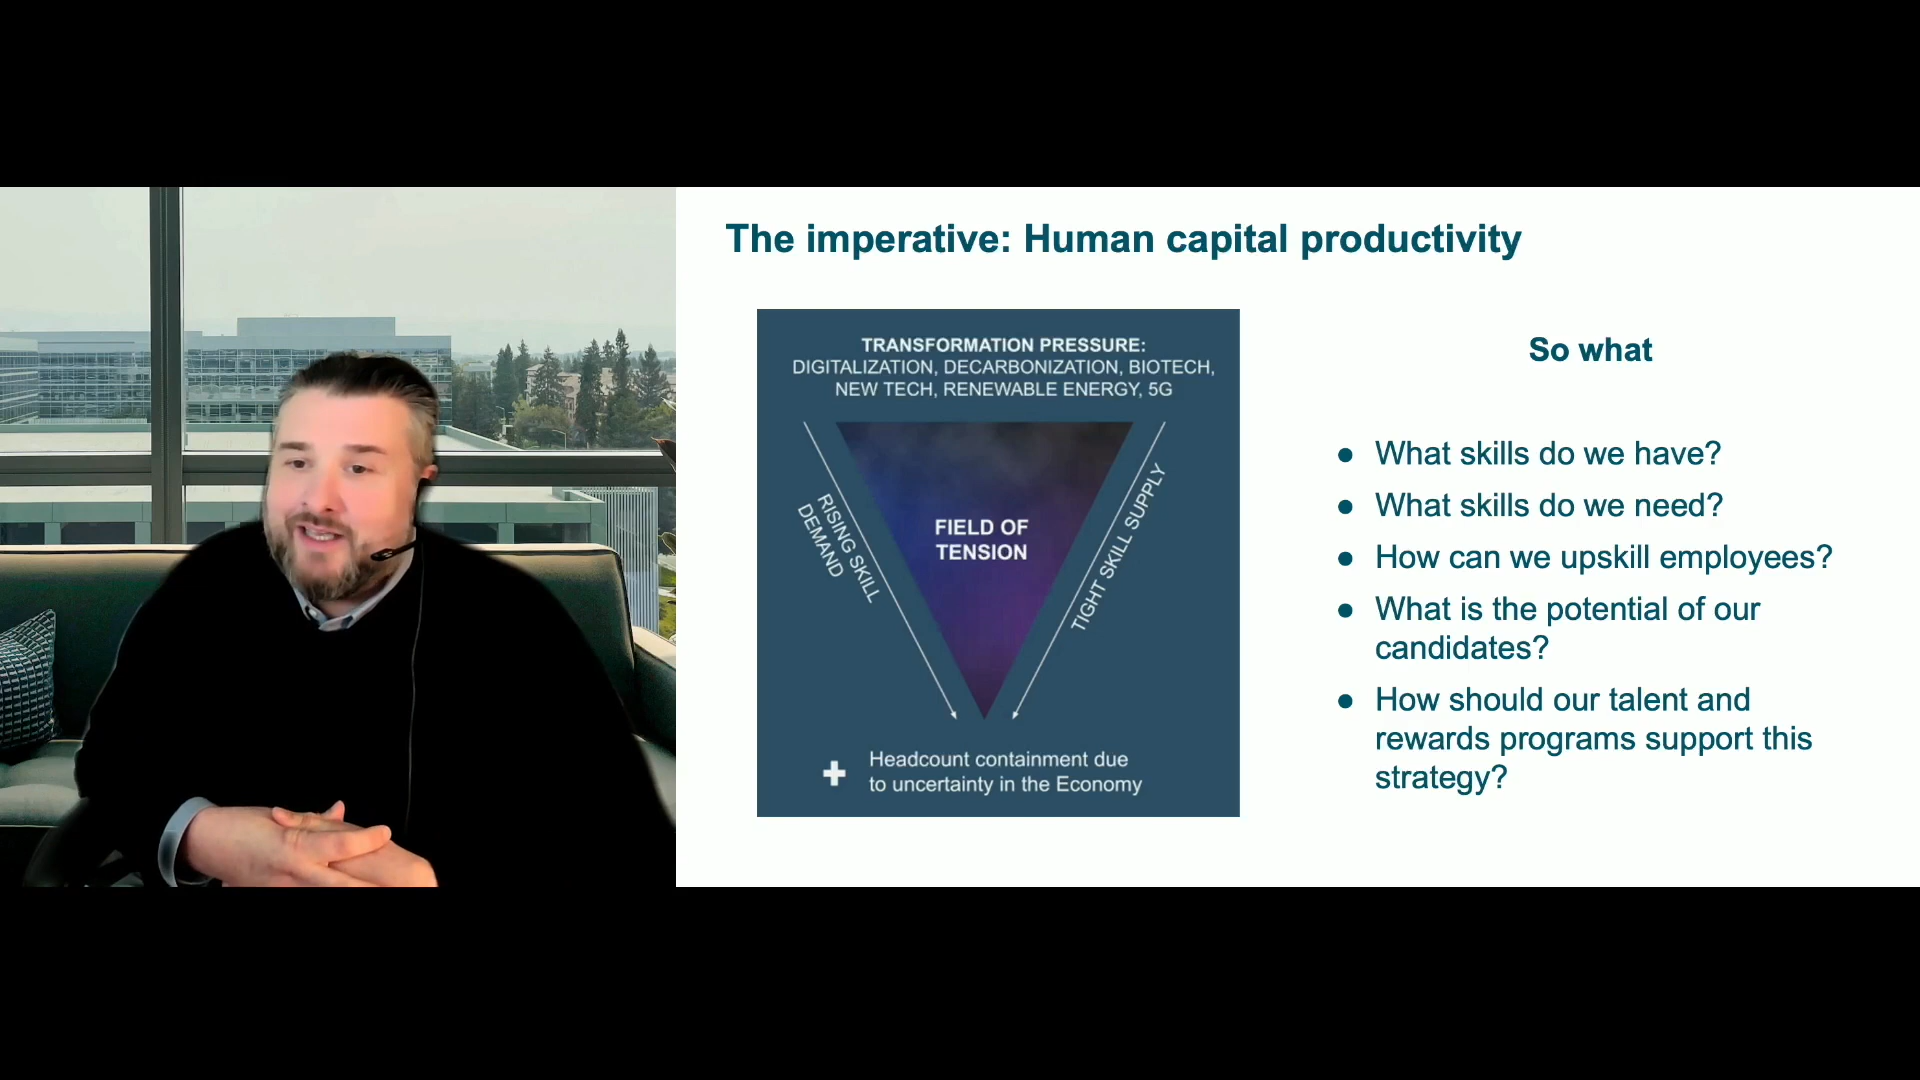 The imperative: Human capital productivity
TRANSFORMATION PRESSURE:
DIGITALIZATION, DECARBONIZATION, BIOTECH,
NEW TECH, RENEWABLE ENERGY, 5G
RISING SKILL
DEMAND
FIELD OF
TENSION
TIGHT SKILL SUPPLY
Headcount containment due
to uncertainty in the Economy
So what
• What skills do we have?
• What skills do we need?
• How can we upskill employees?
• What is the potential of our
candidates?
• How should our talent and
rewards programs support this
strategy?